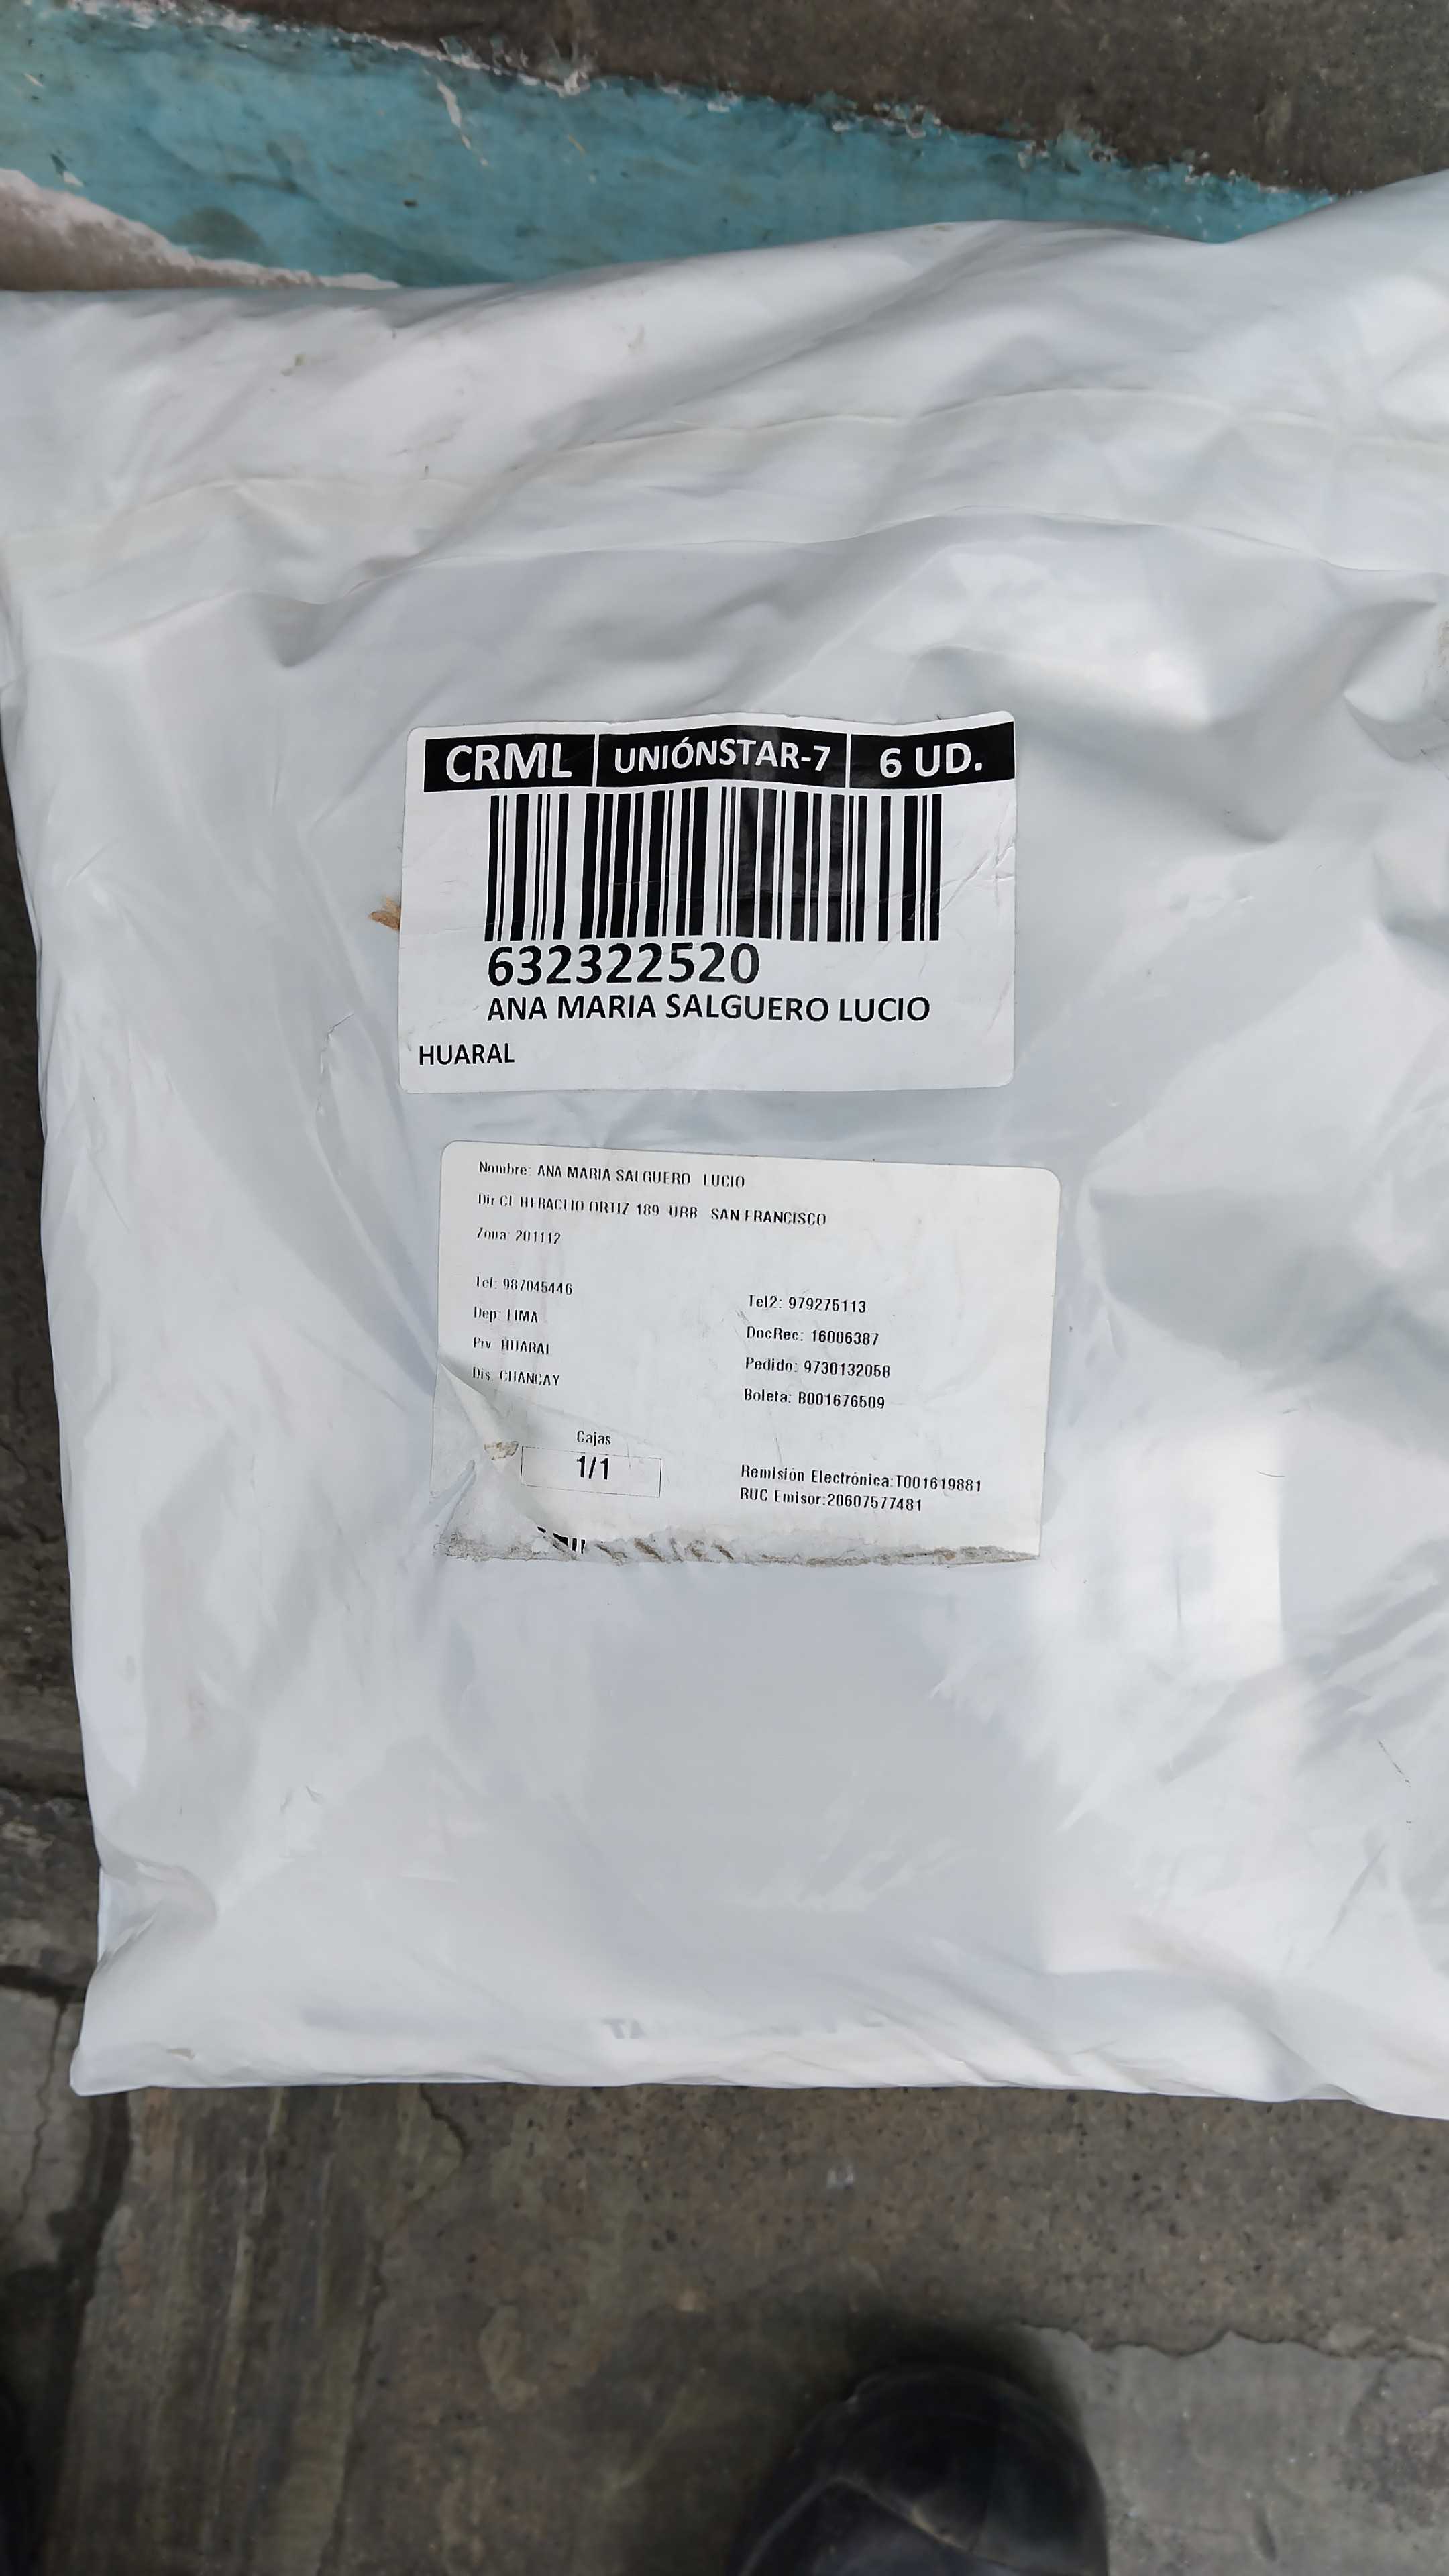 CRML UNIÓNSTAR-7 6 UD.
632322520
ANA MARIA SALGUERO LUCIO
HUARAL
Nombre: ANA MARIA SALGUERO LUCIO
Dir CL HERACLIO ORTIZ 189 URB SAN FRANCISCO
Zona: 201112
Tel: 987045446 Tel2: 979275113
Dep: LIMA DocRec: 16006387
Prv HUARAL Pedido: 9730132058
Dis: CHANCAY Boleta: B001676509
Cajas
1/1
Remisión Electrónica:T001619881
RUC Emisor:20607577481